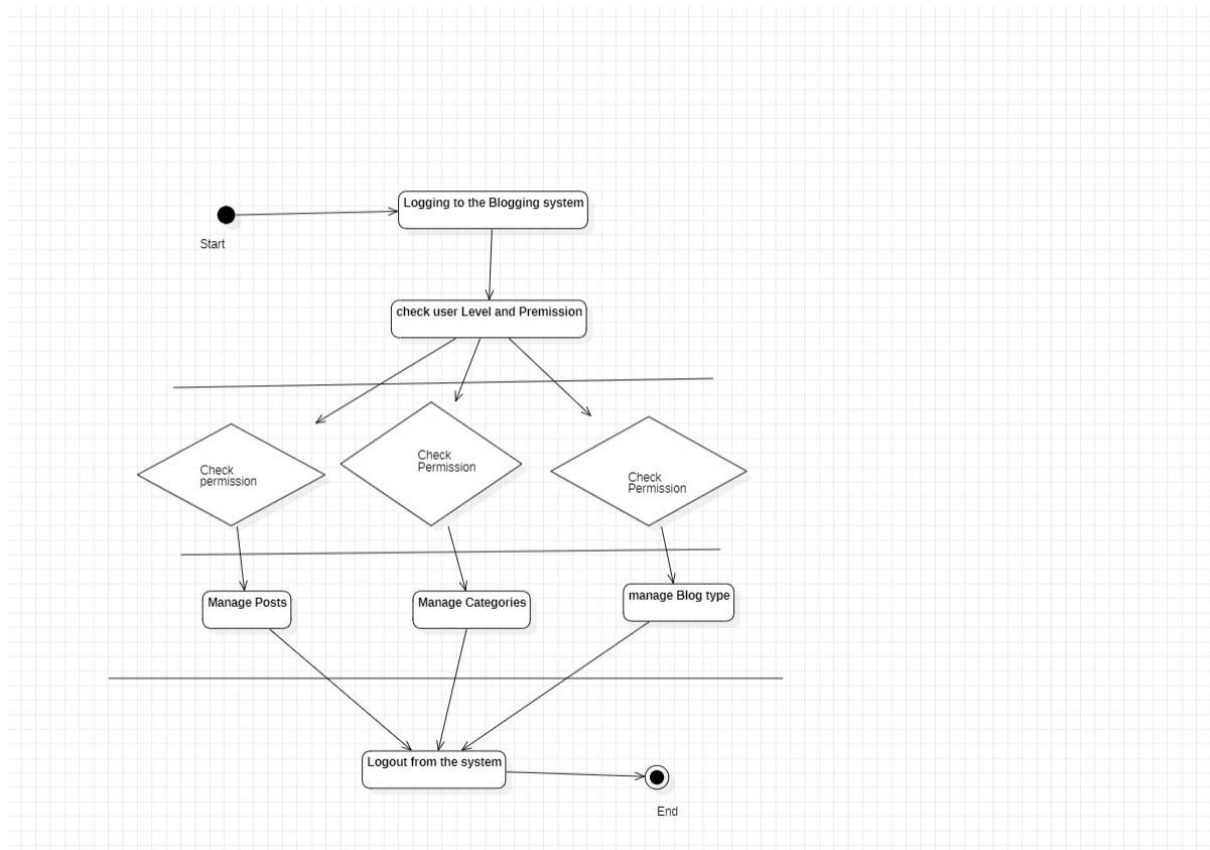 Logging to the Blogging system
Start
check user Level and Premission
Check
permission
Check
Permission
Check
Permission
Manage Posts
Manage Categories
manage Blog type
Logout from the system
End